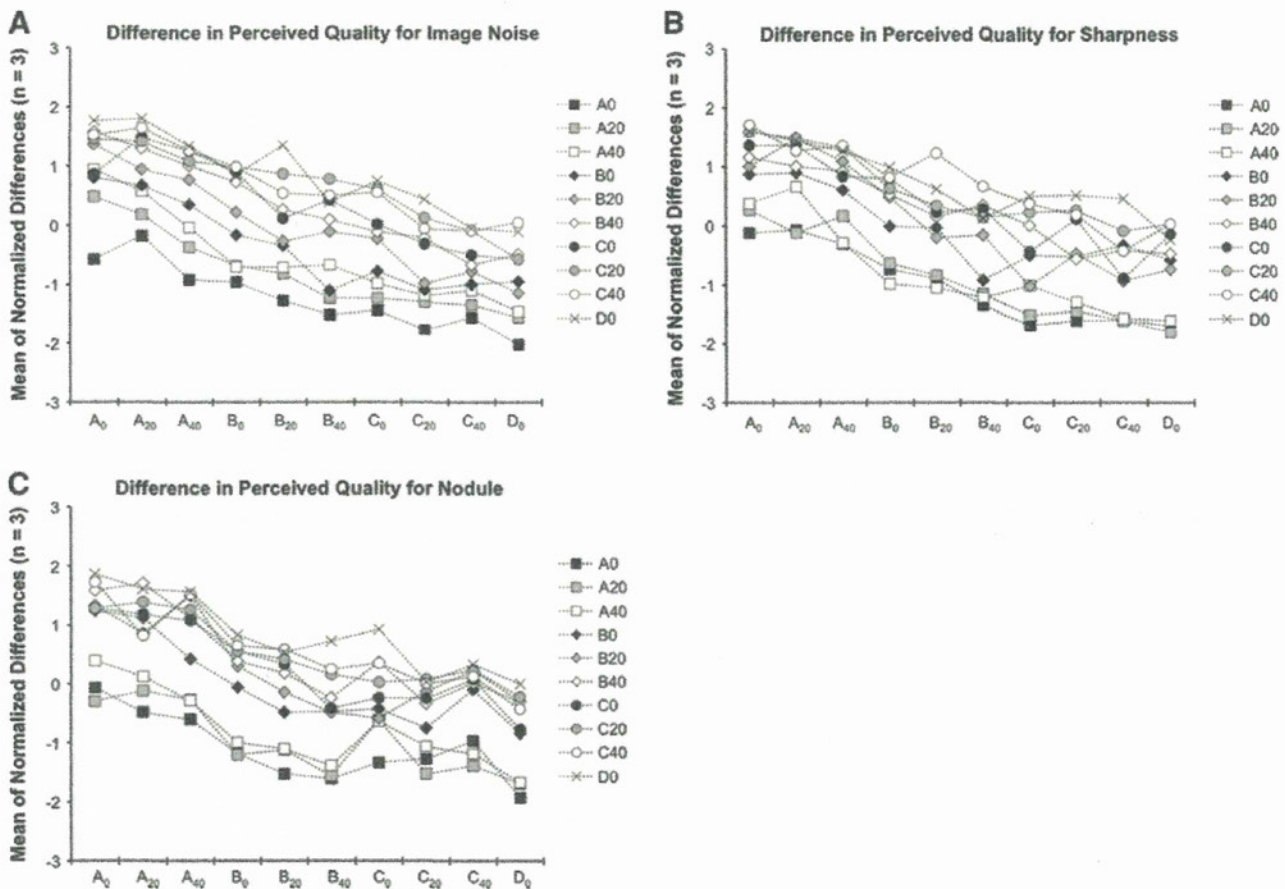 A
Difference in Perceived Quality for Image Noise
Mean of Normalized Differences (n = 3)
3
2
1
0
-1
-2
-3
A₀ A₂₀ A₄₀ B₀ B₂₀ B₄₀ C₀ C₂₀ C₄₀ D₀
A0
A20
A40
B0
B20
B40
C0
C20
C40
D0
B
Difference in Perceived Quality for Sharpness
Mean of Normalized Differences (n = 3)
3
2
1
0
-1
-2
-3
A₀ A₂₀ A₄₀ B₀ B₂₀ B₄₀ C₀ C₂₀ C₄₀ D₀
A0
A20
A40
B0
B20
B40
C0
C20
C40
D0
C
Difference in Perceived Quality for Nodule
Mean of Normalized Differences (n = 3)
3
2
1
0
-1
-2
-3
A₀ A₂₀ A₄₀ B₀ B₂₀ B₄₀ C₀ C₂₀ C₄₀ D₀
A0
A20
A40
B0
B20
B40
C0
C20
C40
D0